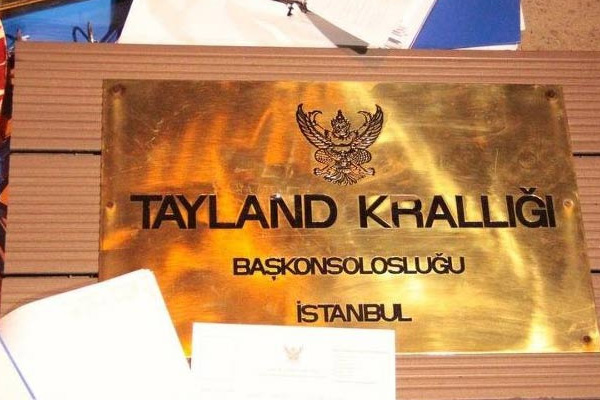 TAYLAND KRALLIĞI
BAŞKONSOLOSLUĞU
İSTANBUL